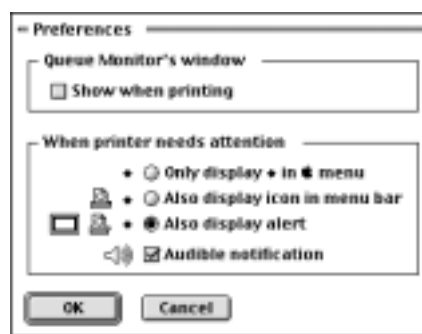 Preferences
Queue Monitor's window
Show when printing
When printer needs attention
Only display ♦ in  menu
Also display icon in menu bar
Also display alert
Audible notification
OK
Cancel